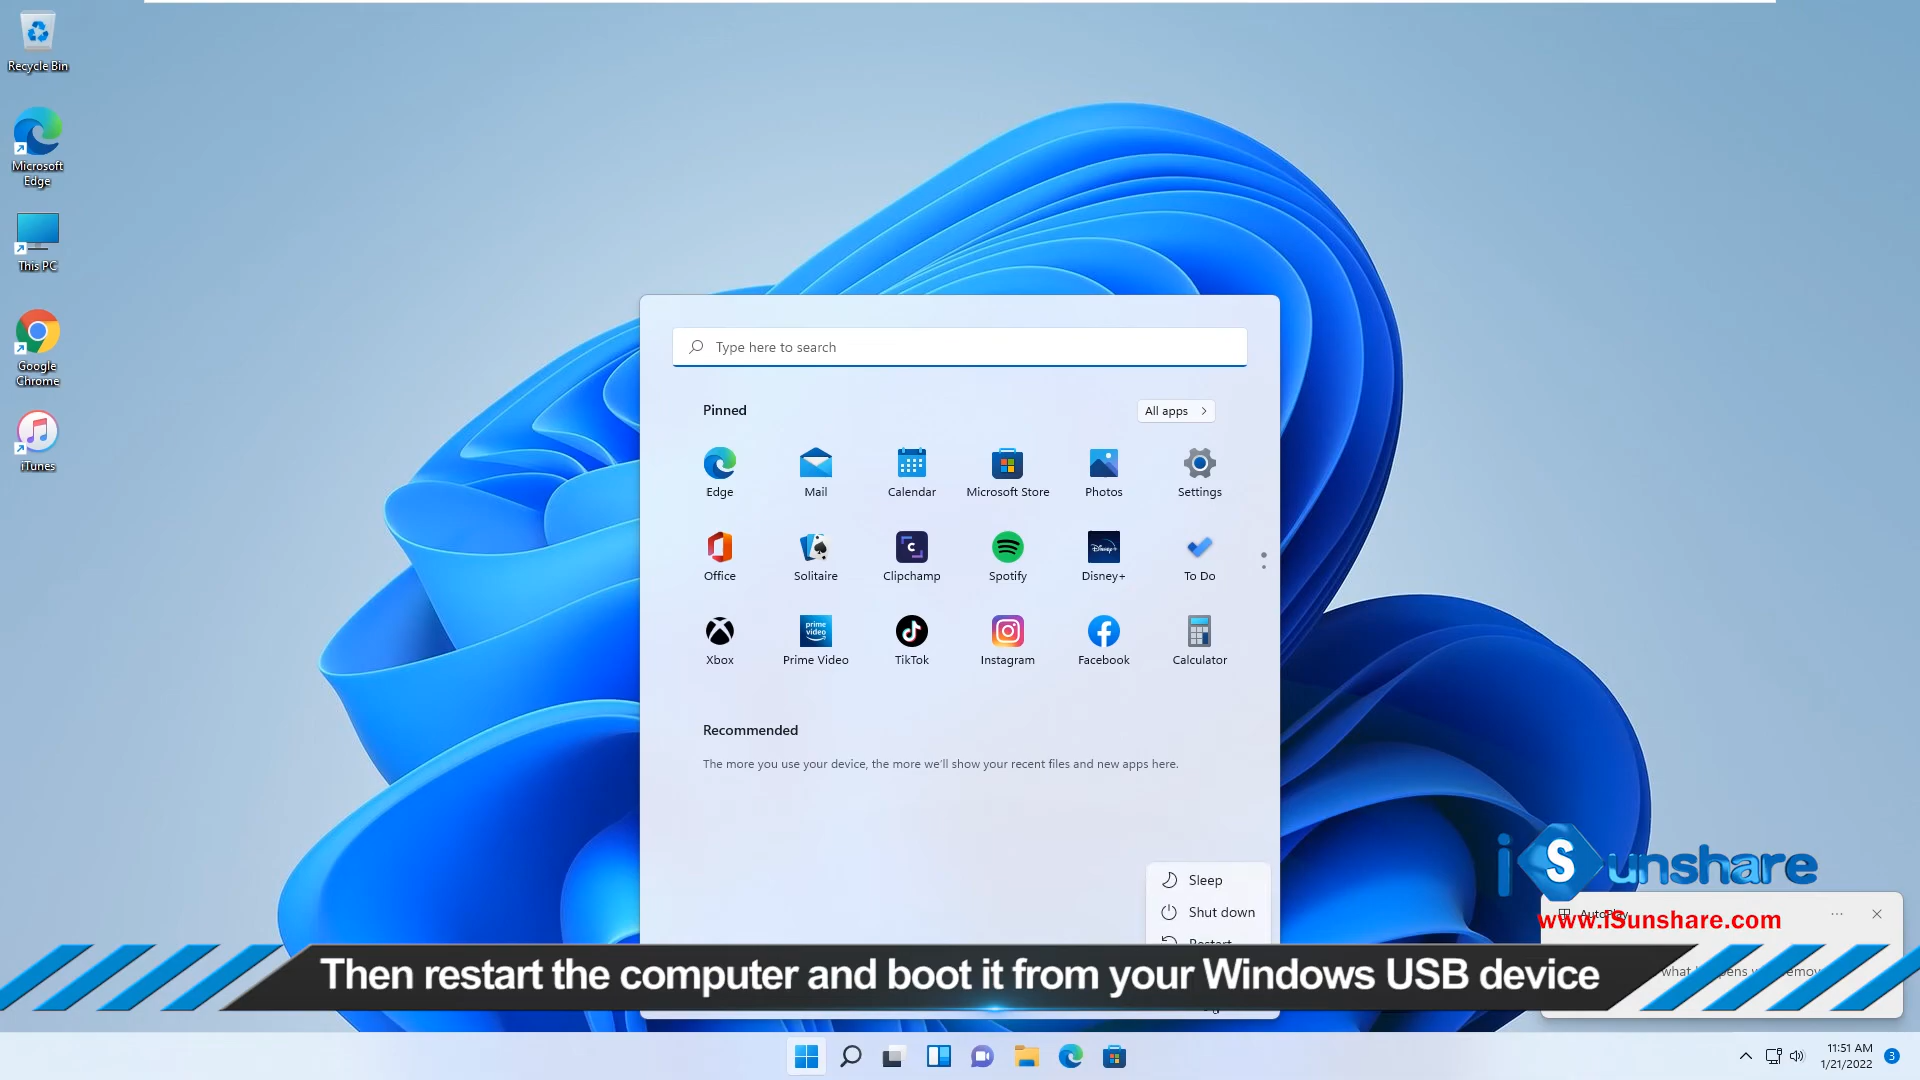 Recycle Bin
Microsoft
Edge
This PC
Google
Chrome
iTunes
Type here to search
Pinned
All apps
Edge
Mail
Calendar
Microsoft Store
Photos
Settings
Office
Solitaire
Clipchamp
Spotify
Disney+
To Do
Xbox
prime
video
Prime Video
TikTok
Instagram
Facebook
Calculator
Recommended
The more you use your device, the more we'll show your recent files and new apps here.
Sleep
Shut down
Restart
iSunshare
AutoPlay
www.iSunshare.com
Then restart the computer and boot it from your Windows USB device
11:51 AM
1/21/2022
3